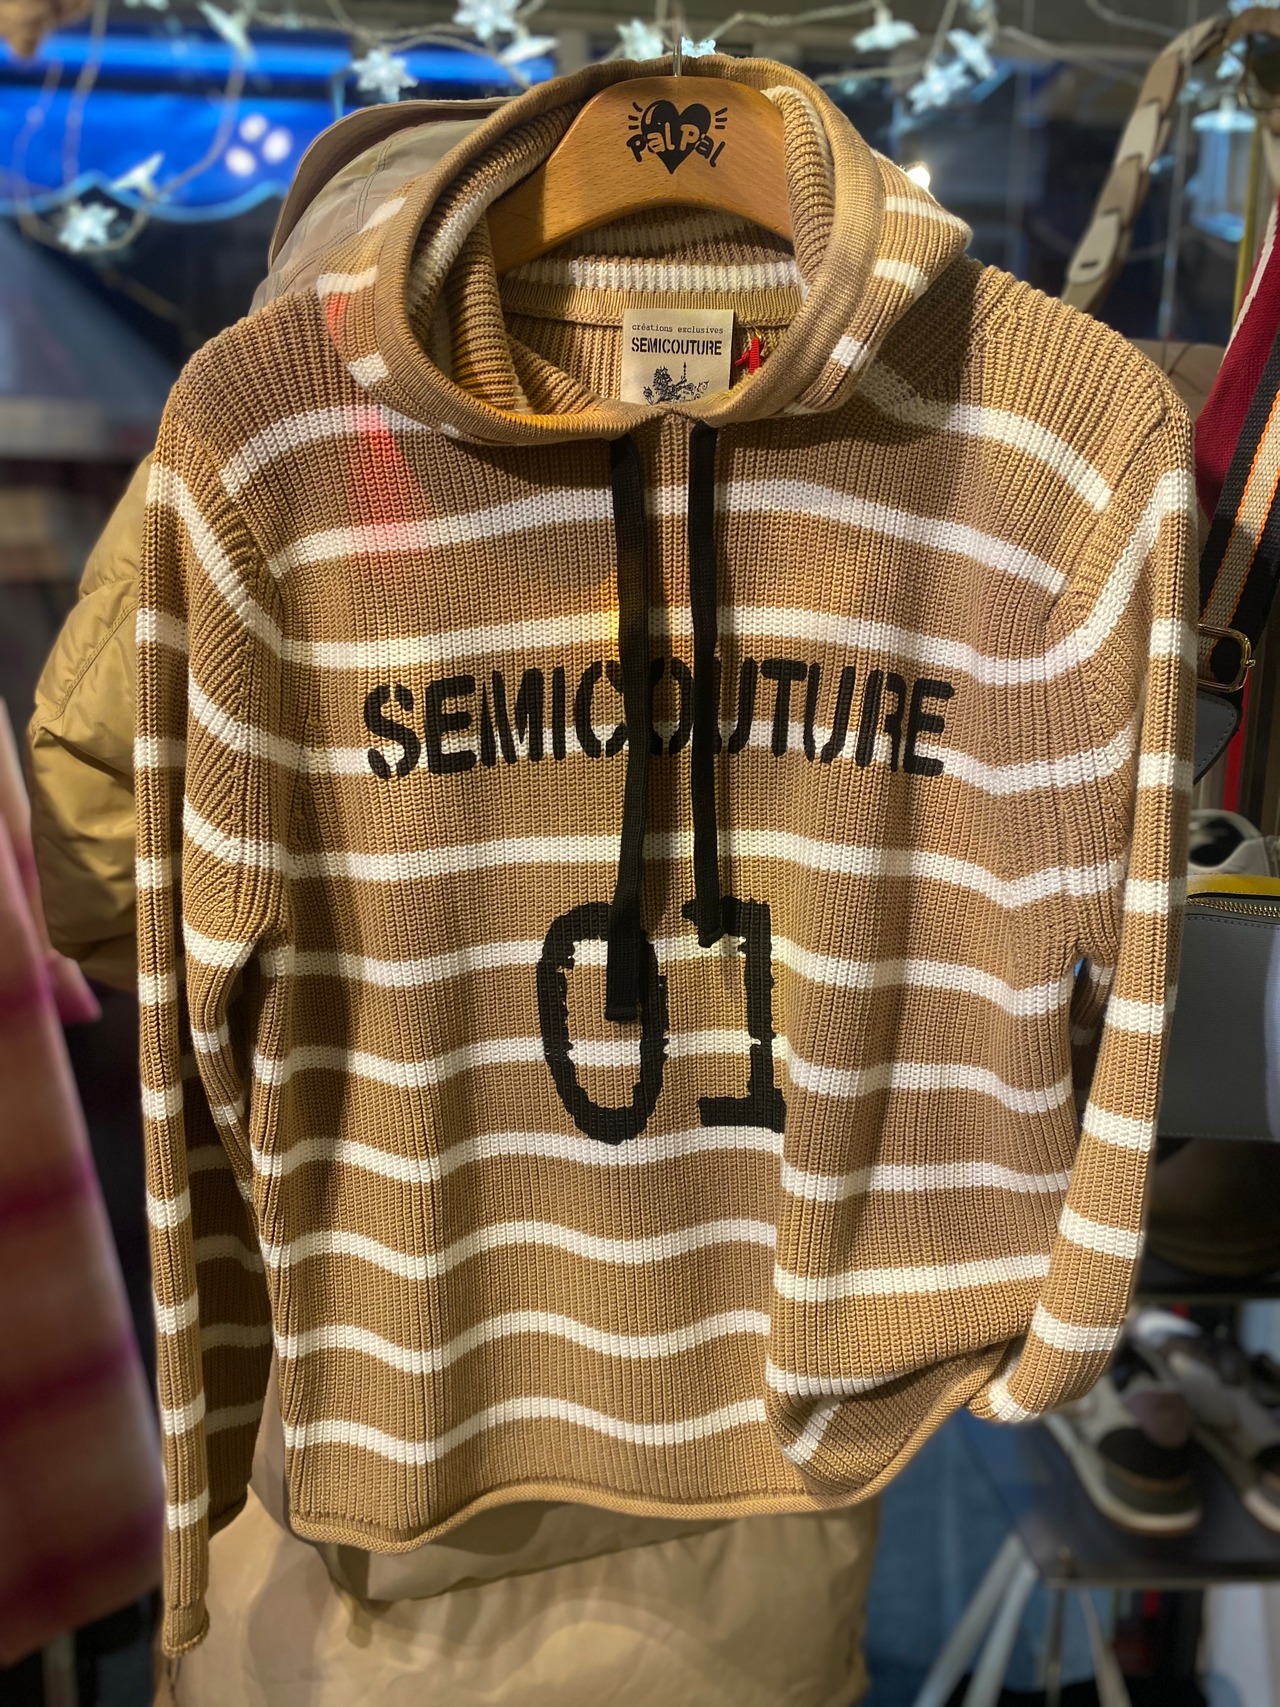 Pal Pal
créations exclusives
SEMICOUTURE
SEMICOUTURE
01